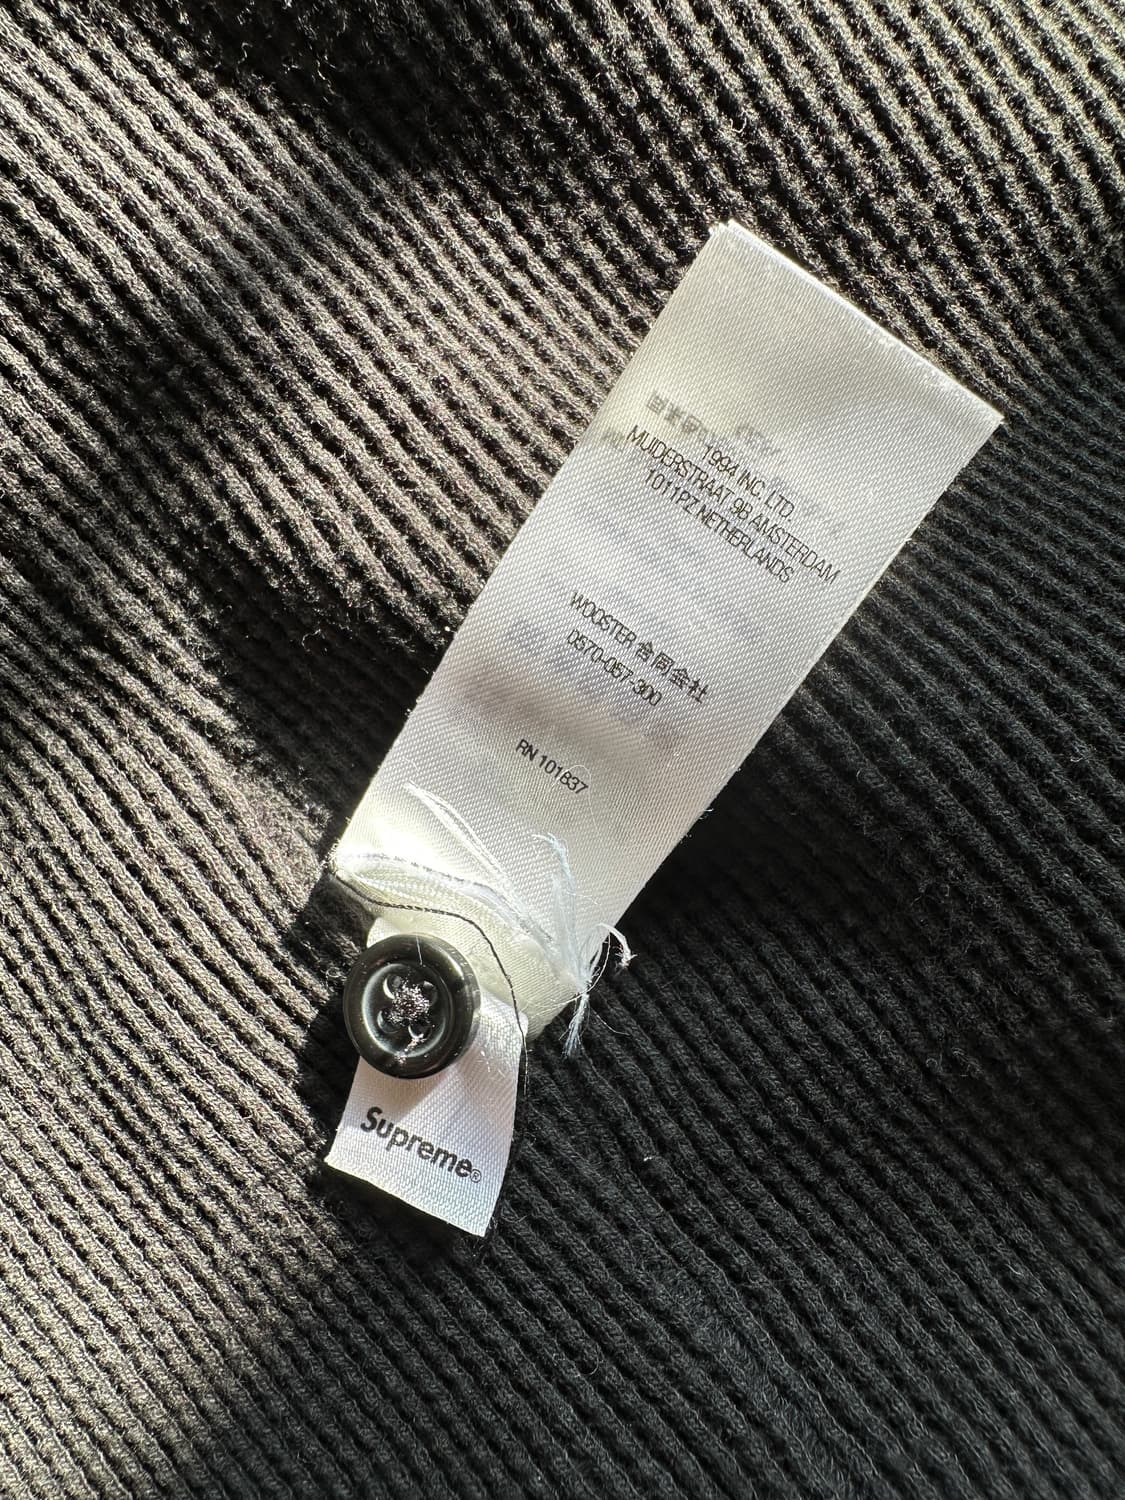 1994 INC. LTD.
MUIDERSTRAAT 9B AMSTERDAM
1011PZ NETHERLANDS
WOOSTER 合同会社
0570-057-300
RN 101837
Supreme®